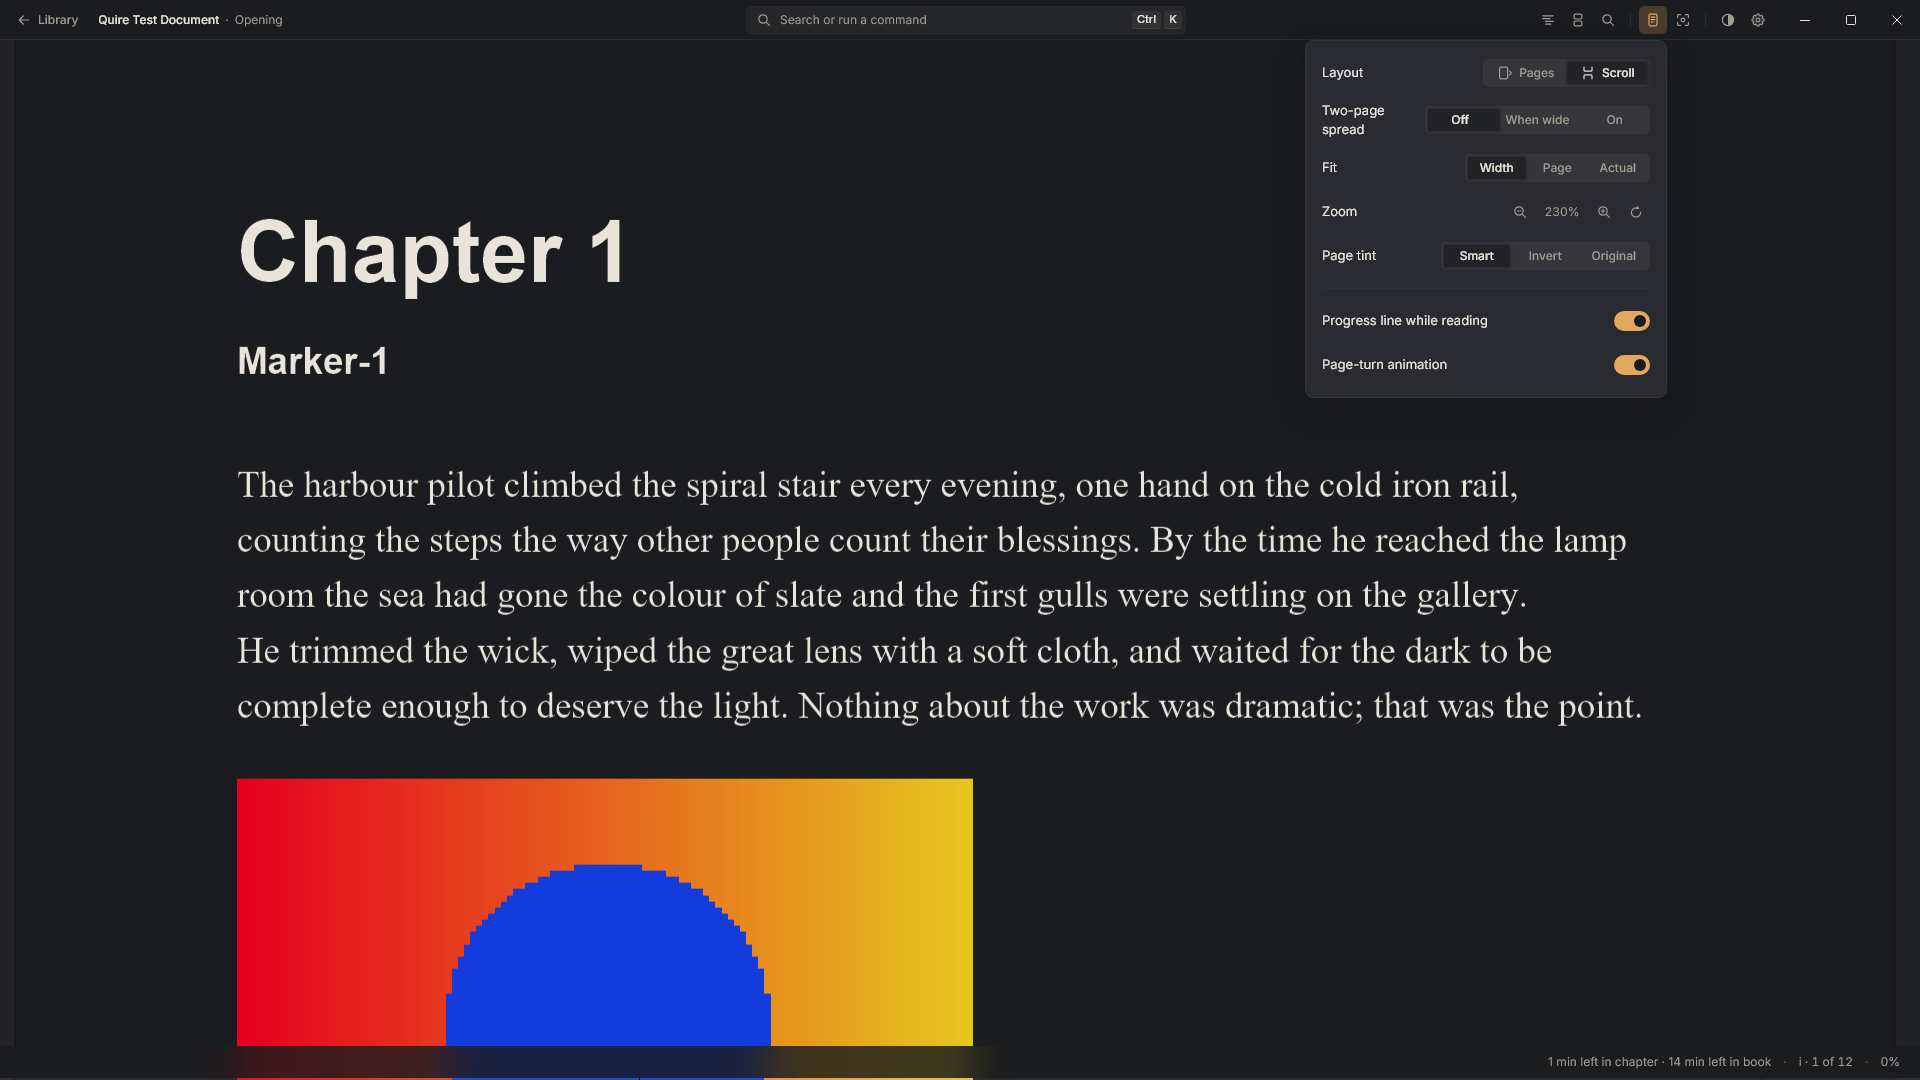 Library Quire Test Document · Opening Search or run a command Ctrl K
Layout Pages Scroll
Two-page spread Off When wide On
Fit Width Page Actual
Zoom 230%
Page tint Smart Invert Original
Progress line while reading
Page-turn animation
Chapter 1
Marker-1
The harbour pilot climbed the spiral stair every evening, one hand on the cold iron rail,
counting the steps the way other people count their blessings. By the time he reached the lamp
room the sea had gone the colour of slate and the first gulls were settling on the gallery.
He trimmed the wick, wiped the great lens with a soft cloth, and waited for the dark to be
complete enough to deserve the light. Nothing about the work was dramatic; that was the point.
1 min left in chapter · 14 min left in book · i · 1 of 12 · 0%